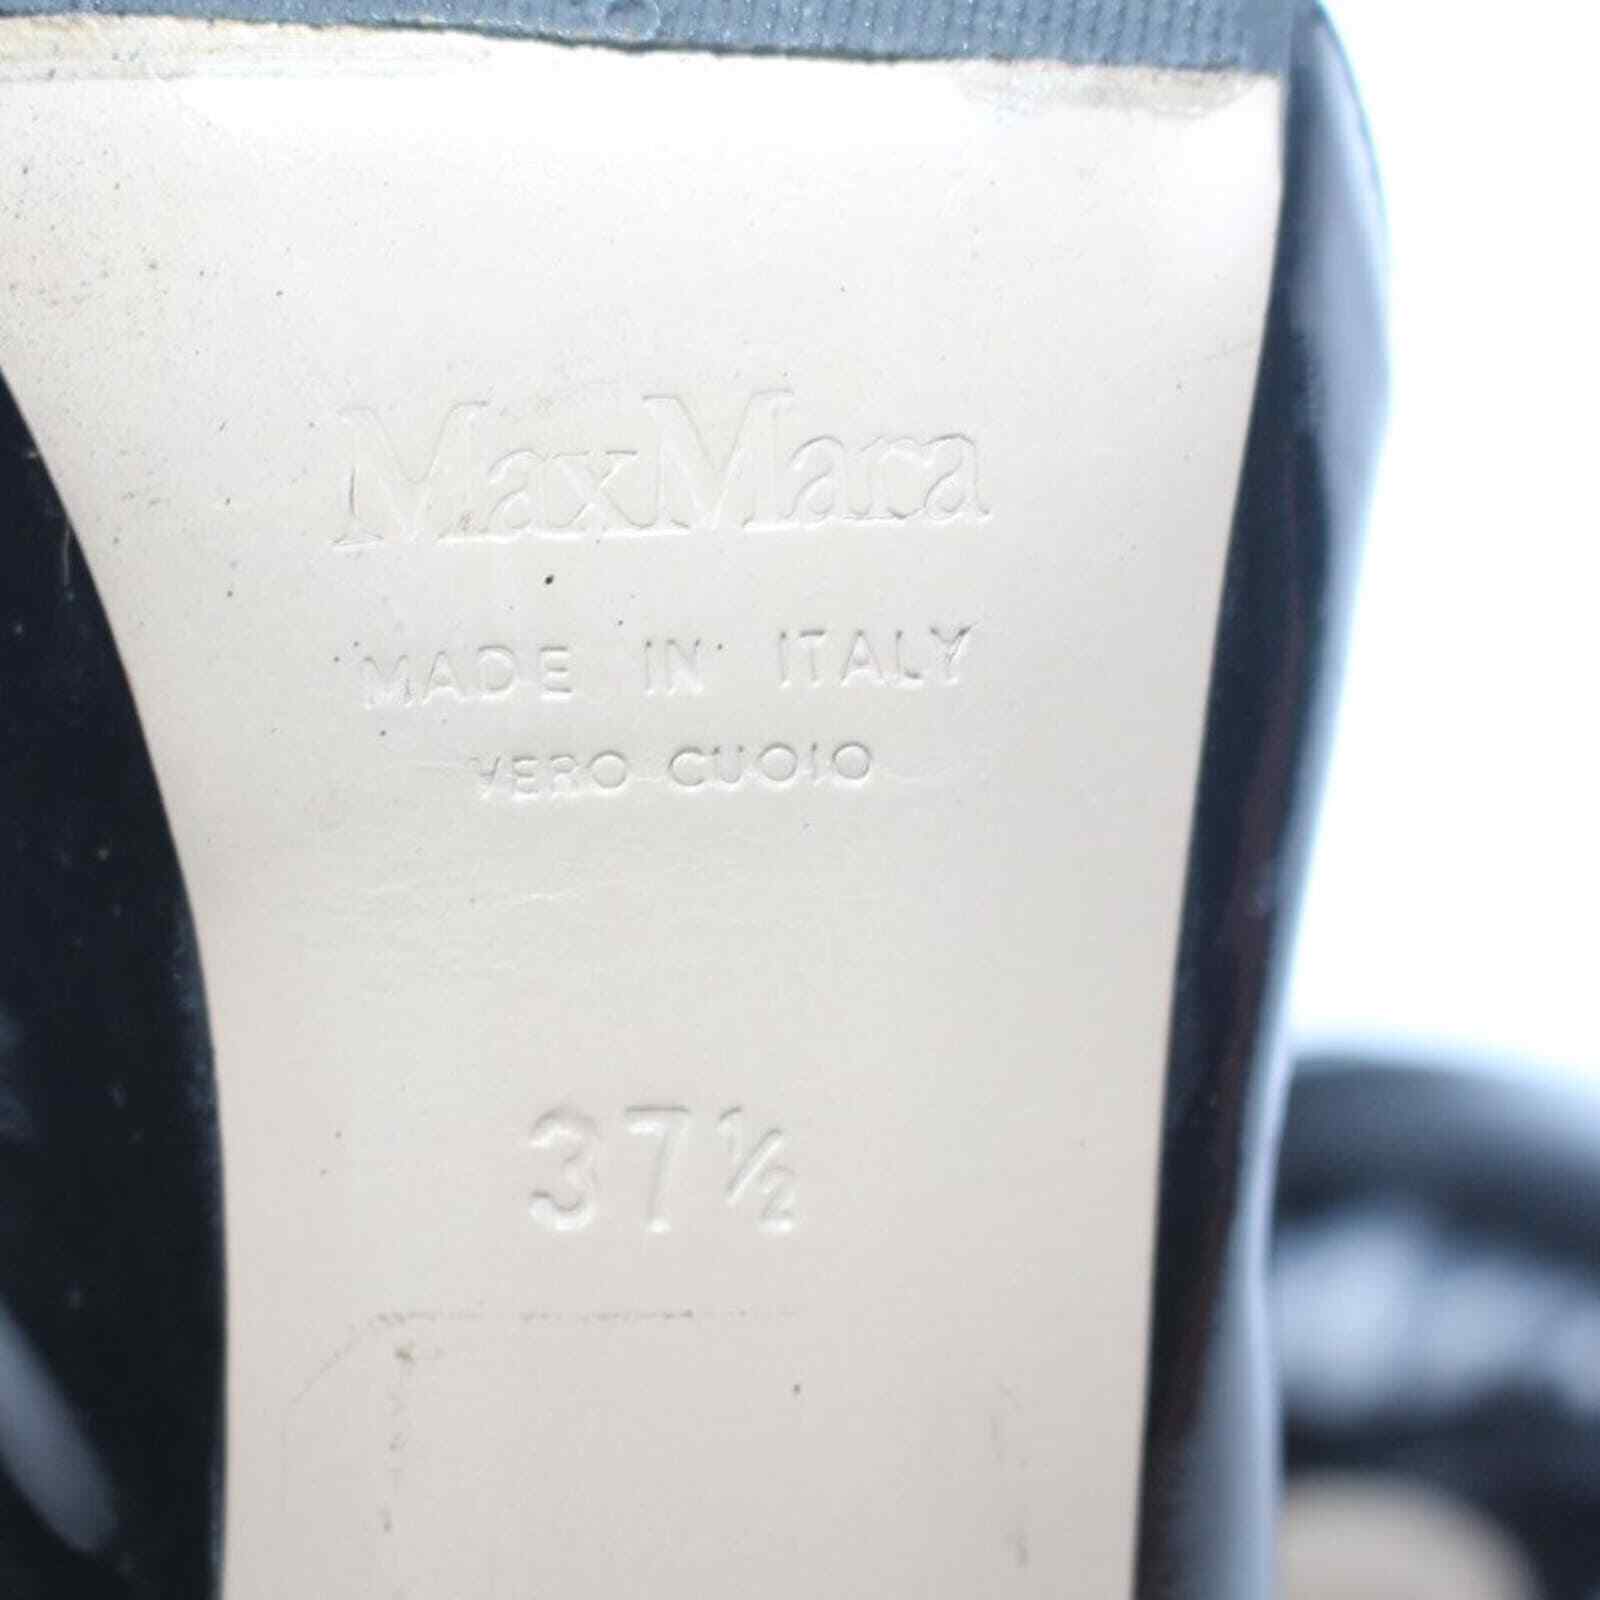 MaxMara
MADE IN ITALY
VERO CUOIO
37½